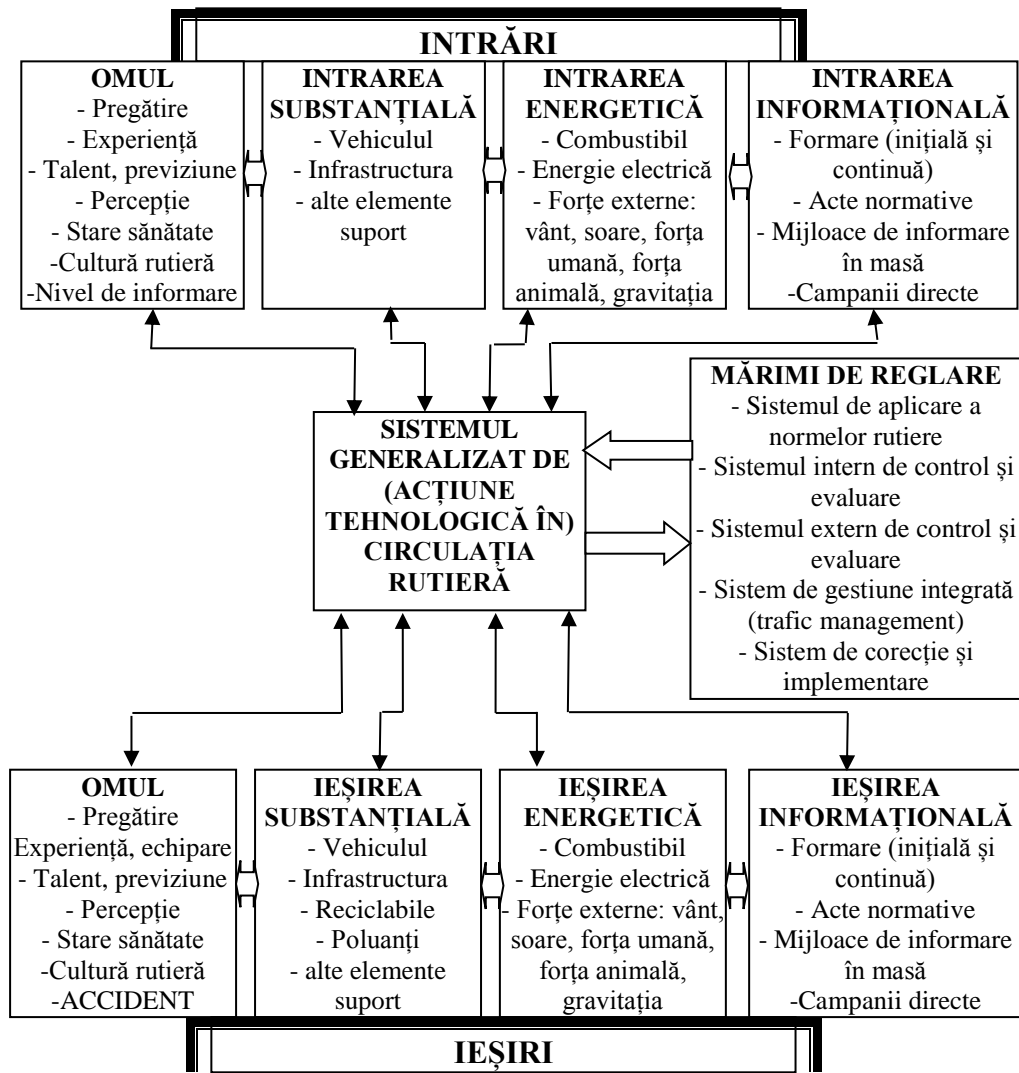 INTRĂRI
OMUL
- Pregătire
- Experiență
- Talent, previziune
- Percepție
- Stare sănătate
-Cultură rutieră
-Nivel de informare
INTRAREA
SUBSTANȚIALĂ
- Vehiculul
- Infrastructura
- alte elemente
suport
INTRAREA
ENERGETICĂ
- Combustibil
- Energie electrică
- Forțe externe:
vânt, soare, forța
umană, forța
animală, gravitația
INTRAREA
INFORMAȚIONALĂ
- Formare (inițială și
continuă)
- Acte normative
- Mijloace de informare
în masă
-Campanii directe
SISTEMUL
GENERALIZAT DE
(ACȚIUNE
TEHNOLOGICĂ ÎN)
CIRCULAȚIA
RUTIERĂ
MĂRIMI DE REGLARE
- Sistemul de aplicare a
normelor rutiere
- Sistemul intern de control și
evaluare
- Sistemul extern de control și
evaluare
- Sistem de gestiune integrată
(trafic management)
- Sistem de corecție și
implementare
OMUL
- Pregătire
Experiență, echipare
- Talent, previziune
- Percepție
- Stare sănătate
-Cultură rutieră
-ACCIDENT
IEȘIREA
SUBSTANȚIALĂ
- Vehiculul
- Infrastructura
- Reciclabile
- Poluanți
- alte elemente
suport
IEȘIREA
ENERGETICĂ
- Combustibil
- Energie electrică
- Forțe externe: vânt,
soare, forța umană,
forța animală,
gravitația
IEȘIREA
INFORMAȚIONALĂ
- Formare (inițială și
continuă)
- Acte normative
- Mijloace de informare
în masă
-Campanii directe
IEȘIRI